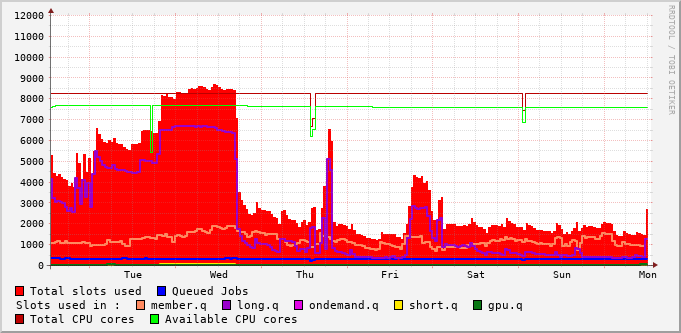 RRDTOOL / TOBI OETIKER
12000
11000
10000
9000
8000
7000
6000
5000
4000
3000
2000
1000
0
Tue Wed Thu Fri Sat Sun Mon
Total slots used Queued Jobs
Slots used in : member.q long.q ondemand.q short.q gpu.q
Total CPU cores Available CPU cores